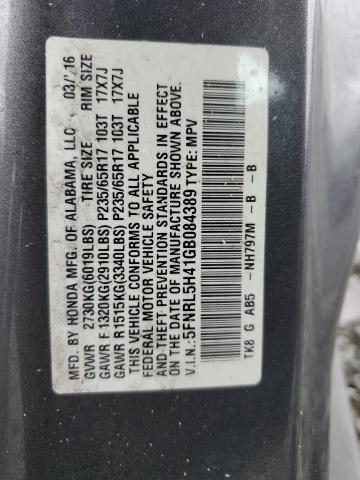 MFD. BY HONDA MFG. OF ALABAMA, LLC 03/'16
GVWR 2730KG(6019LBS) TIRE SIZE RIM SIZE
GAWR F 1320KG(2910LBS) P235/65R17 103T 17X7J
GAWR R1515KG(3340LBS) P235/65R17 103T 17X7J
THIS VEHICLE CONFORMS TO ALL APPLICABLE
FEDERAL MOTOR VEHICLE SAFETY
AND THEFT PREVENTION STANDARDS IN EFFECT
ON THE DATE OF MANUFACTURE SHOWN ABOVE.
V.I.N.:5FNRL5H41GB084389 TYPE: MPV
TK8 G AB5 -NH797M - B - B